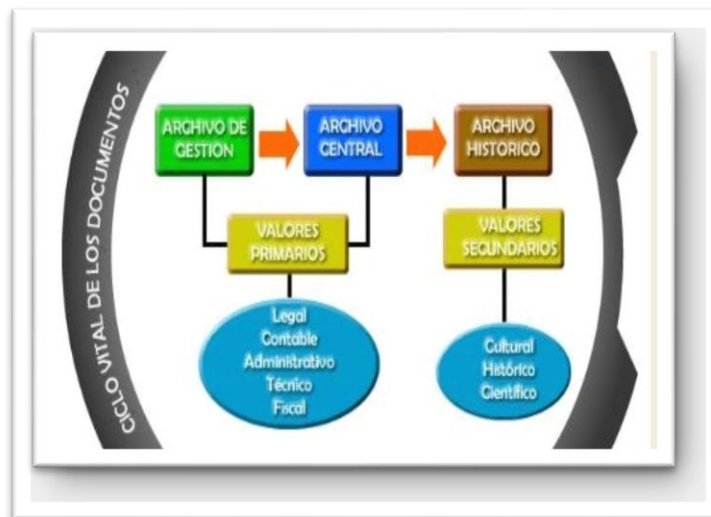 CICLO VITAL DE LOS DOCUMENTOS
ARCHIVO DE
GESTION
ARCHIVO
CENTRAL
ARCHIVO
HISTORICO
VALORES
PRIMARIOS
VALORES
SECUNDARIOS
Legal
Contable
Administrativo
Técnico
Fiscal
Cultural
Histórico
Científico